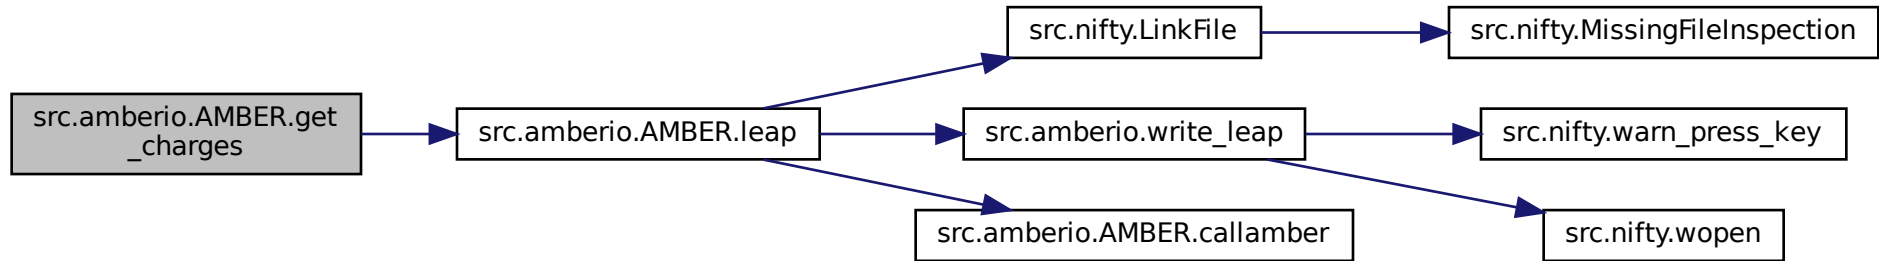 src.amberio.AMBER.get
_charges
src.amberio.AMBER.leap
src.nifty.LinkFile
src.nifty.MissingFileInspection
src.amberio.write_leap
src.nifty.warn_press_key
src.amberio.AMBER.callamber
src.nifty.wopen